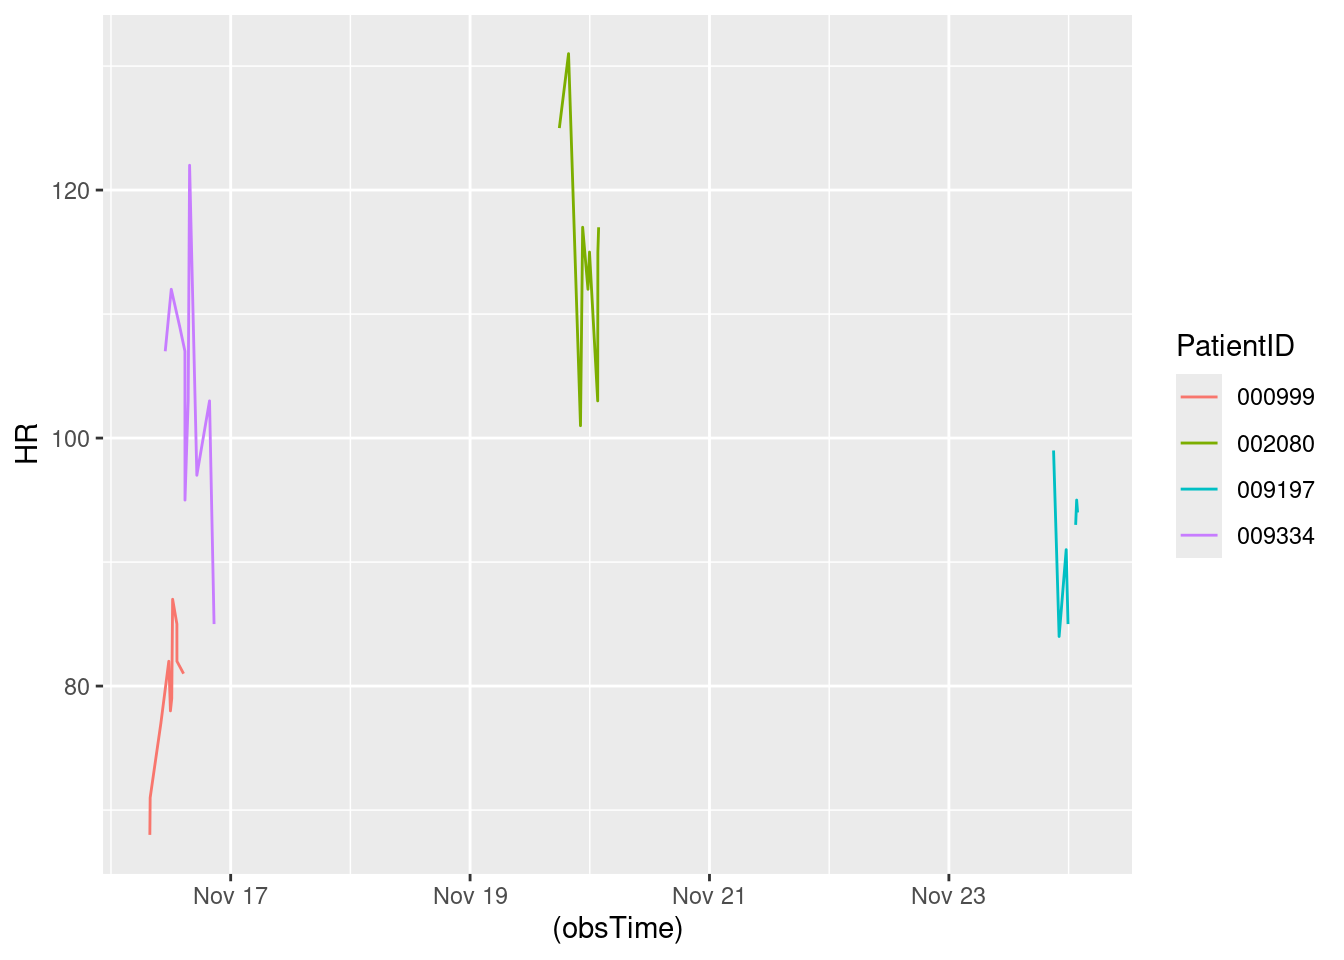 120
100
80
HR
Nov 17
Nov 19
Nov 21
Nov 23
(obsTime)
PatientID
000999
002080
009197
009334